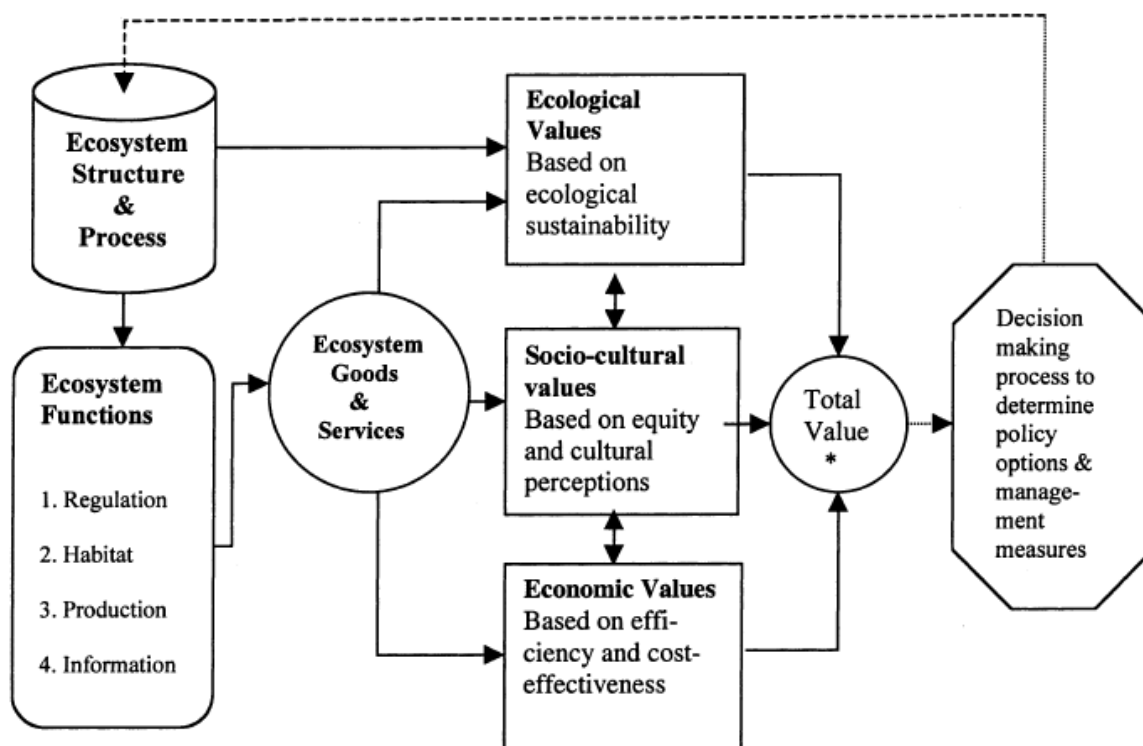 Ecosystem
Structure
&
Process
Ecosystem
Functions
1. Regulation
2. Habitat
3. Production
4. Information
Ecosystem
Goods
&
Services
Ecological
Values
Based on
ecological
sustainability
Socio-cultural
values
Based on equity
and cultural
perceptions
Economic Values
Based on effi-
ciency and cost-
effectiveness
Total
Value
*
Decision
making
process to
determine
policy
options &
manage-
ment
measures